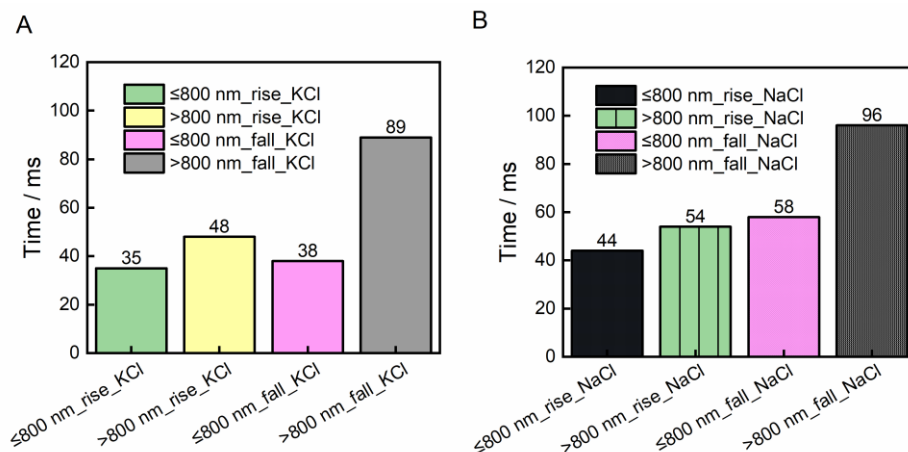 A
120
100
80
60
40
20
0
Time / ms
≤800 nm_rise_KCl
>800 nm_rise_KCl
≤800 nm_fall_KCl
>800 nm_fall_KCl
35
48
38
89
≤800 nm_rise_KCl
>800 nm_rise_KCl
≤800 nm_fall_KCl
>800 nm_fall_KCl
B
120
100
80
60
40
20
0
Time / ms
≤800 nm_rise_NaCl
>800 nm_rise_NaCl
≤800 nm_fall_NaCl
>800 nm_fall_NaCl
44
54
58
96
≤800 nm_rise_NaCl
>800 nm_rise_NaCl
≤800 nm_fall_NaCl
>800 nm_fall_NaCl